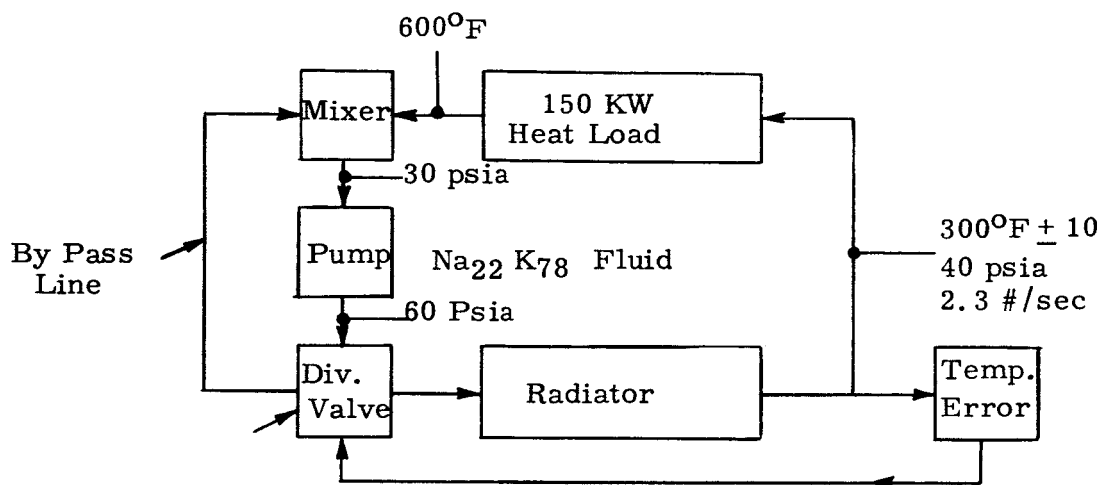 600°F
Mixer
150 KW
Heat Load
30 psia
By Pass
Line
Pump
Na22 K78 Fluid
300°F ± 10
40 psia
2.3 #/sec
60 Psia
Div.
Valve
Radiator
Temp.
Error